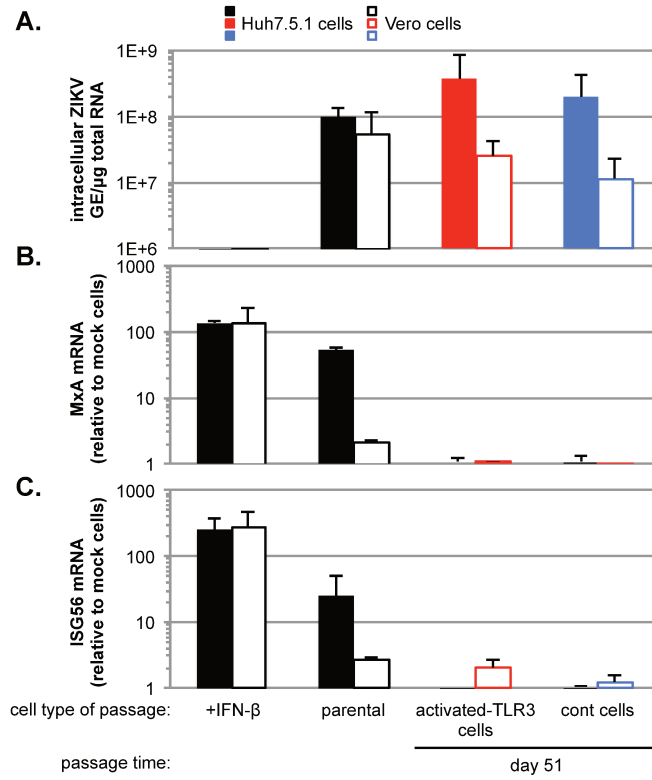 A.
Huh7.5.1 cells
Vero cells
intracellular ZIKV
GE/µg total RNA
1E+9
1E+8
1E+7
1E+6
B.
MxA mRNA
(relative to mock cells)
1000
100
10
1
C.
ISG56 mRNA
(relative to mock cells)
1000
100
10
1
cell type of passage:
+IFN-β
parental
activated-TLR3
cells
cont cells
passage time:
day 51